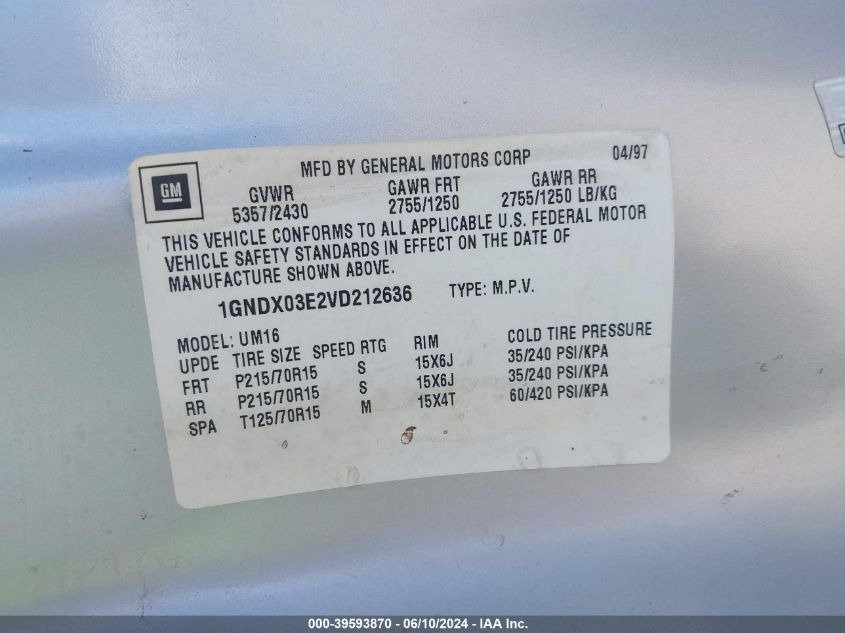 GM
MFD BY GENERAL MOTORS CORP 04/97
GVWR GAWR FRT GAWR RR
5357/2430 2755/1250 2755/1250 LB/KG
THIS VEHICLE CONFORMS TO ALL APPLICABLE U.S. FEDERAL MOTOR
VEHICLE SAFETY STANDARDS IN EFFECT ON THE DATE OF
MANUFACTURE SHOWN ABOVE.
1GNDX03E2VD212636 TYPE: M.P.V.
MODEL: UM16
UPDE TIRE SIZE SPEED RTG RIM COLD TIRE PRESSURE
FRT P215/70R15 S 15X6J 35/240 PSI/KPA
RR P215/70R15 S 15X6J 35/240 PSI/KPA
SPA T125/70R15 M 15X4T 60/420 PSI/KPA
000-39593870 - 06/10/2024 - IAA Inc.